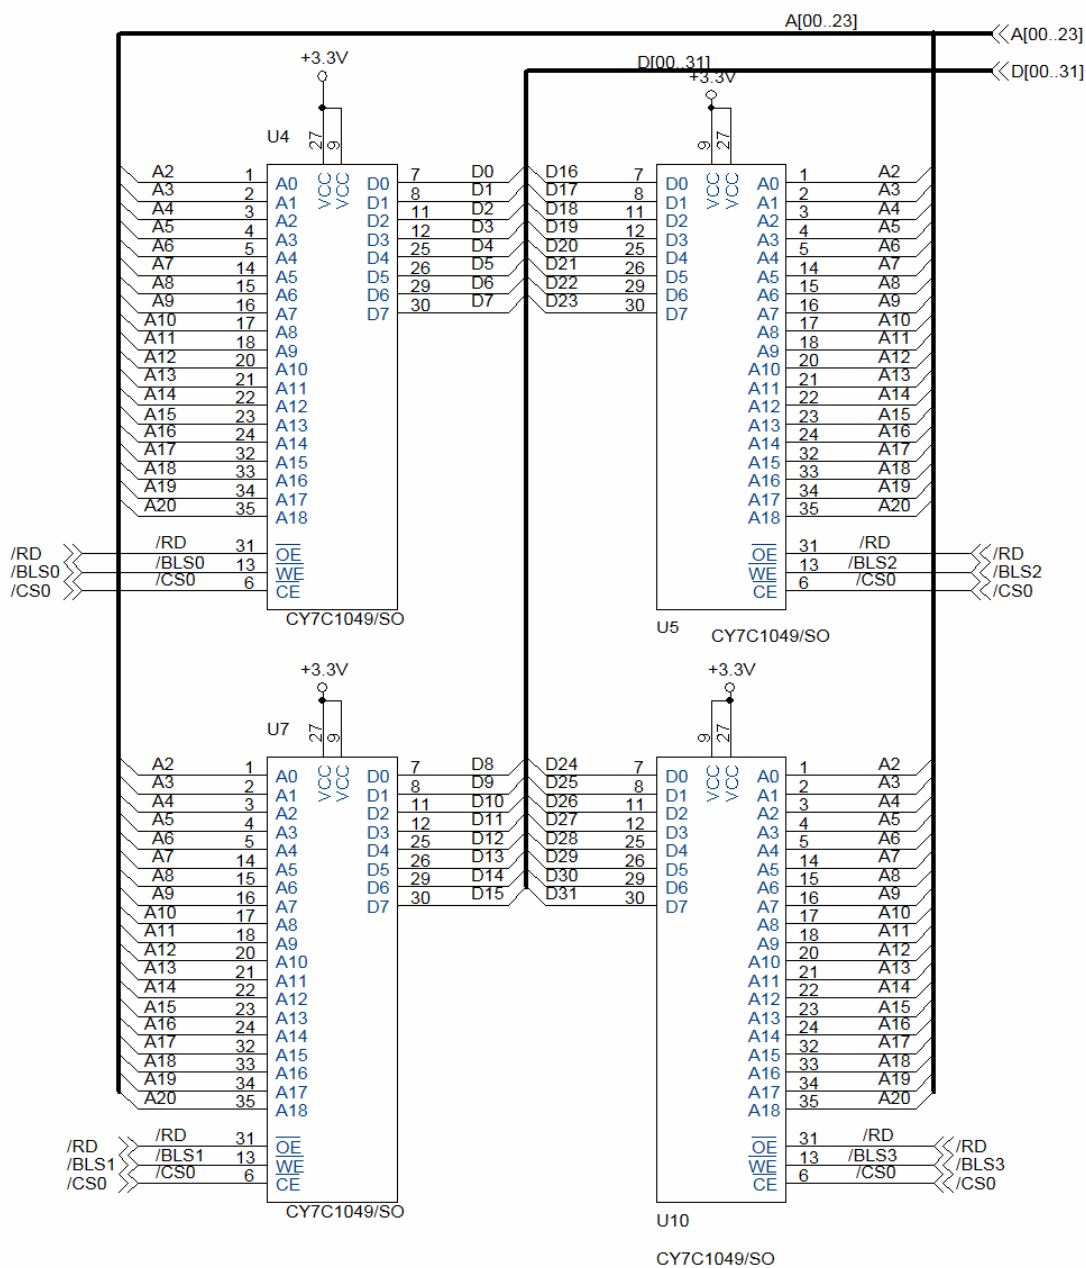 A[00..23]
A[00..23]
D[00..31]
D[00..31]
+3.3V
+3.3V
U4
27 9
9 27
A2 1 A0 VCC VCC D0 7 D0 D16 7 D0 VCC VCC A0 1 A2
A3 2 A1 D1 8 D1 D17 8 D1 A1 2 A3
A4 3 A2 D2 11 D2 D18 11 D2 A2 3 A4
A5 4 A3 D3 12 D3 D19 12 D3 A3 4 A5
A6 5 A4 D4 25 D4 D20 25 D4 A4 5 A6
A7 14 A5 D5 26 D5 D21 26 D5 A5 14 A7
A8 15 A6 D6 29 D6 D22 29 D6 A6 15 A8
A9 16 A7 D7 30 D7 D23 30 D7 A7 16 A9
A10 17 A8 A8 17 A10
A11 18 A9 A9 18 A11
A12 20 A10 A10 20 A12
A13 21 A11 A11 21 A13
A14 22 A12 A12 22 A14
A15 23 A13 A13 23 A15
A16 24 A14 A14 24 A16
A17 32 A15 A15 32 A17
A18 33 A16 A16 33 A18
A19 34 A17 A17 34 A19
A20 35 A18 A18 35 A20
/RD /RD 31 OE OE 31 /RD /RD
/BLS0 /BLS0 13 WE WE 13 /BLS2 /BLS2
/CS0 /CS0 6 CE CE 6 /CS0 /CS0
CY7C1049/SO
U5
CY7C1049/SO
+3.3V
+3.3V
U7
27 9
9 27
A2 1 A0 VCC VCC D0 7 D8 D24 7 D0 VCC VCC A0 1 A2
A3 2 A1 D1 8 D9 D25 8 D1 A1 2 A3
A4 3 A2 D2 11 D10 D26 11 D2 A2 3 A4
A5 4 A3 D3 12 D11 D27 12 D3 A3 4 A5
A6 5 A4 D4 25 D12 D28 25 D4 A4 5 A6
A7 14 A5 D5 26 D13 D29 26 D5 A5 14 A7
A8 15 A6 D6 29 D14 D30 29 D6 A6 15 A8
A9 16 A7 D7 30 D15 D31 30 D7 A7 16 A9
A10 17 A8 A8 17 A10
A11 18 A9 A9 18 A11
A12 20 A10 A10 20 A12
A13 21 A11 A11 21 A13
A14 22 A12 A12 22 A14
A15 23 A13 A13 23 A15
A16 24 A14 A14 24 A16
A17 32 A15 A15 32 A17
A18 33 A16 A16 33 A18
A19 34 A17 A17 34 A19
A20 35 A18 A18 35 A20
/RD /RD 31 OE OE 31 /RD /RD
/BLS1 /BLS1 13 WE WE 13 /BLS3 /BLS3
/CS0 /CS0 6 CE CE 6 /CS0 /CS0
CY7C1049/SO
U10
CY7C1049/SO